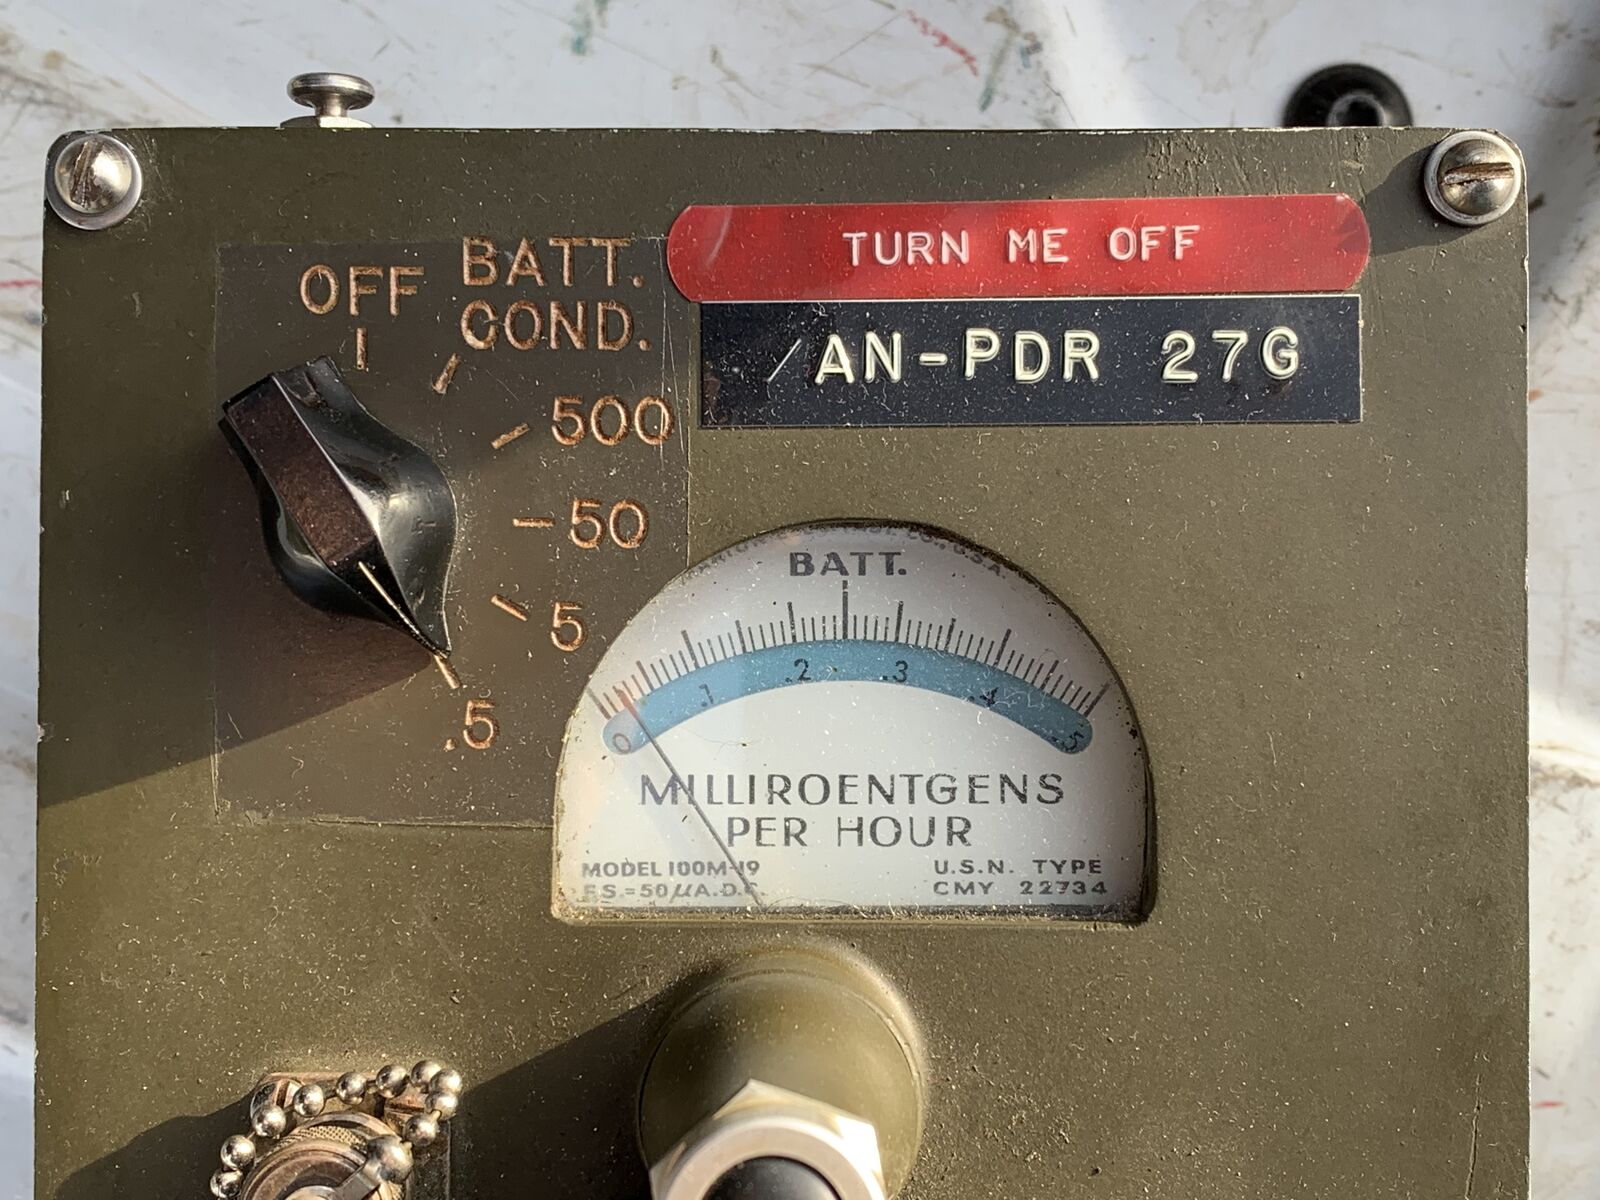 TURN ME OFF
AN-PDR 27G
OFF
BATT.
COND.
500
50
5
.5
BATT.
0 .1 .2 .3 .4 .5
MILLIROENTGENS
PER HOUR
MODEL 100M-19
F.S.=50μA.D.C.
U.S.N. TYPE
CMY 22734